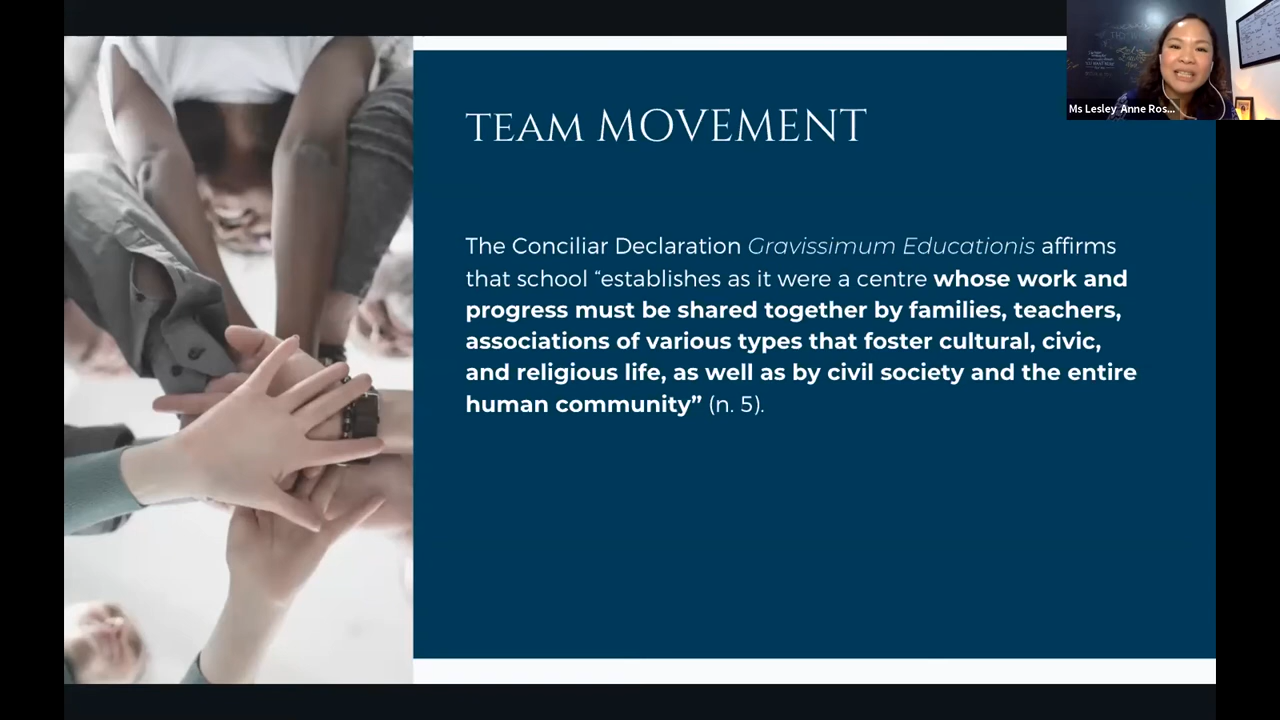 Ms Lesley Anne Ros...
TEAM MOVEMENT
The Conciliar Declaration Gravissimum Educationis affirms
that school “establishes as it were a centre whose work and
progress must be shared together by families, teachers,
associations of various types that foster cultural, civic,
and religious life, as well as by civil society and the entire
human community” (n. 5).